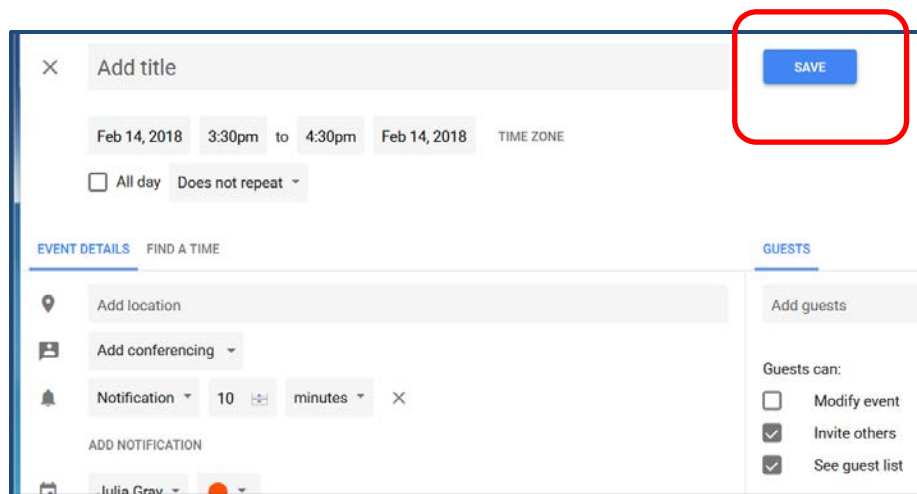 Add title
SAVE
Feb 14, 2018 3:30pm to 4:30pm Feb 14, 2018 TIME ZONE
All day Does not repeat
EVENT DETAILS FIND A TIME
GUESTS
Add location
Add guests
Add conferencing
Notification 10 minutes
ADD NOTIFICATION
Guests can:
Modify event
Invite others
See guest list
Julia Gray